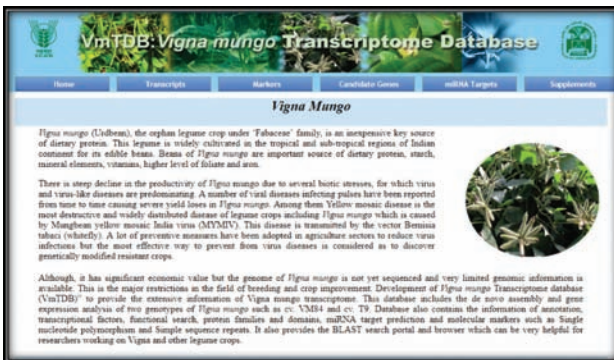 VmTDB: Vigna mungo Transcriptome Database
Home Transcripts Markers Candidate Genes miRNA Targets Supplements
Vigna Mungo
Vigna mungo (Urdbean), the orphan legume crop under 'Fabaceae' family, is an inexpensive key source
of dietary protein. This legume is widely cultivated in the tropical and sub-tropical regions of Indian
continent for its edible beans. Beans of Vigna mungo are important source of dietary protein, starch,
mineral elements, vitamins, higher level of foliate and iron.
There is steep decline in the productivity of Vigna mungo due to several biotic stresses, for which virus
and virus-like diseases are predominating. A number of viral diseases infecting pulses have been reported
from time to time causing severe yield loses in Vigna mungo. Among them Yellow mosaic disease is the
most destructive and widely distributed disease of legume crops including Vigna mungo which is caused
by Mungbean yellow mosaic India virus (MYMIV). This disease is transmitted by the vector Bemisia
tabaci (whitefly). A lot of preventive measures have been adopted in agriculture sectors to reduce virus
infections but the most effective way to prevent from virus diseases is considered as to discover
genetically modified resistant crops.
Although, it has significant economic value but the genome of Vigna mungo is not yet sequenced and very limited genomic information is
available. This is the major restrictions in the field of breeding and crop improvement. Development of Vigna mungo Transcriptome database
(VmTDB)" to provide the extensive information of Vigna mungo transcriptome. This database includes the de novo assembly and gene
expression analysis of two genotypes of Vigna mungo such as cv. VM84 and cv. T9. Database also contains the information of annotation,
transcriptional factors, functional search, protein families and domains, miRNA target prediction and molecular markers such as Single
nucleotide polymorphism and Simple sequence repeats. It also provides the BLAST search portal and browser which can be very helpful for
researchers working on Vigna and other legume crops.